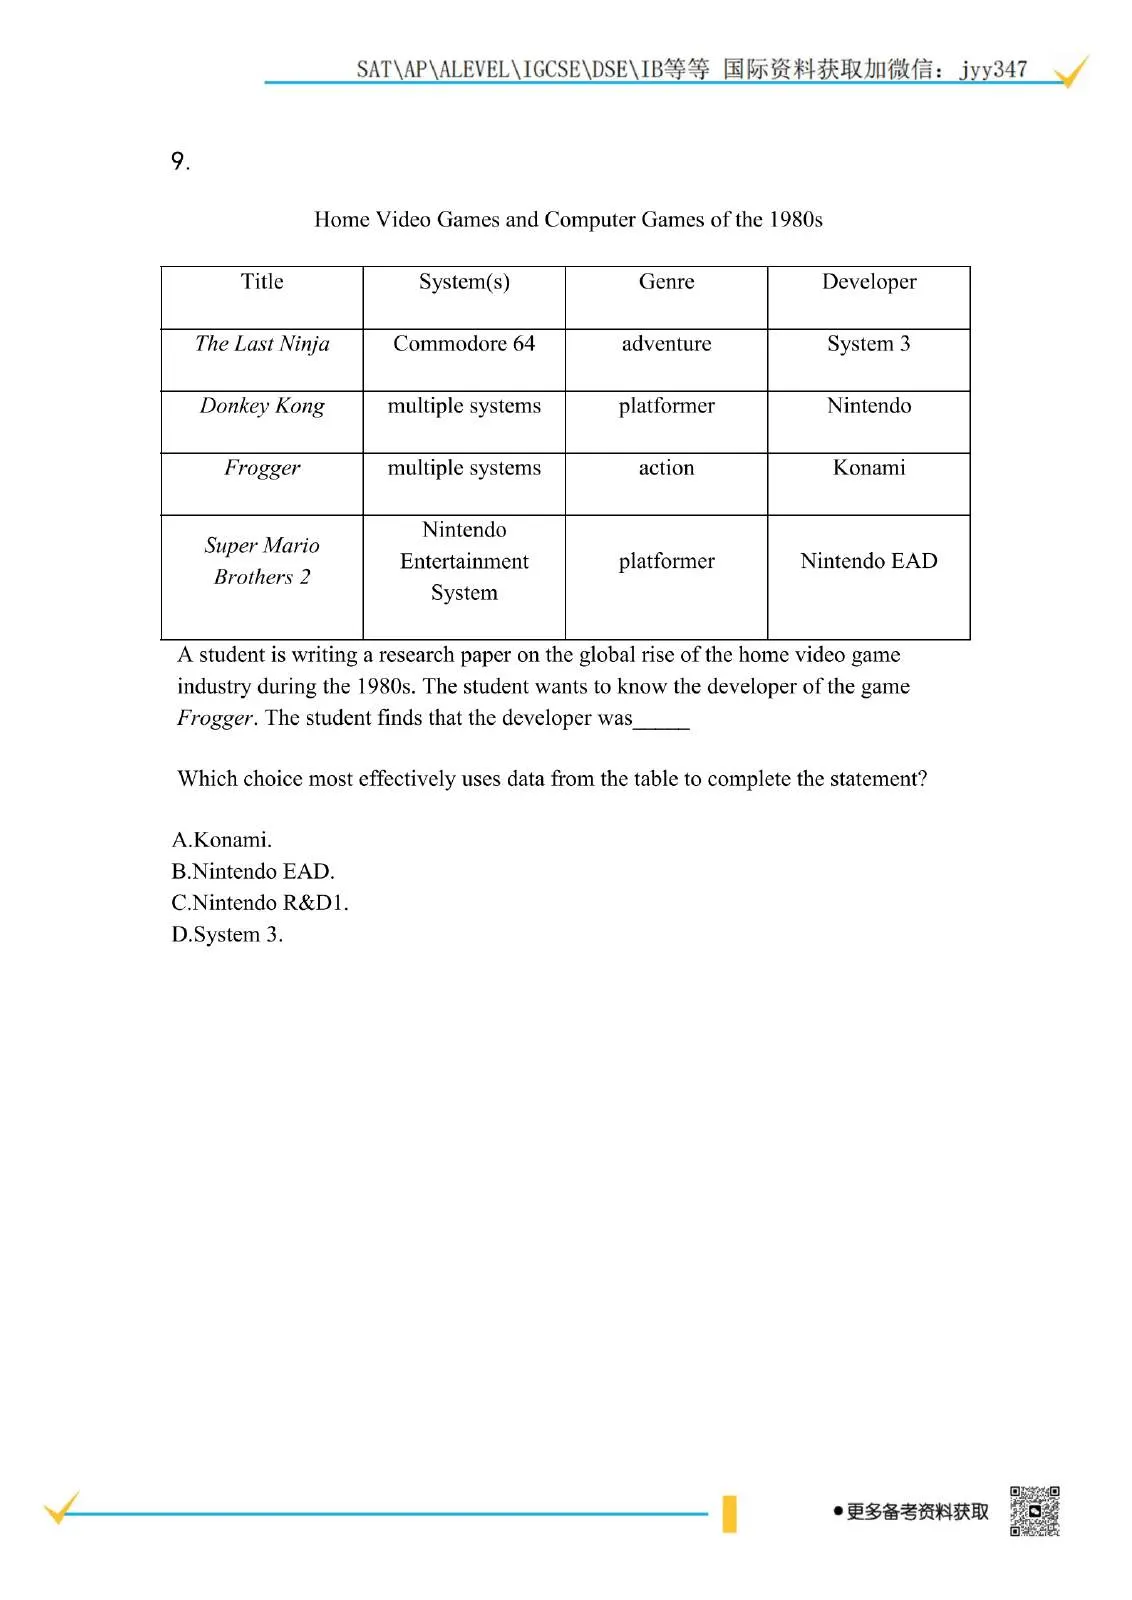 SAT\AP\ALEVEL\IGCSE\DSE\IB等等 国际资料获取加微信：jyy347
9.
Home Video Games and Computer Games of the 1980s
Title System(s) Genre Developer
The Last Ninja Commodore 64 adventure System 3
Donkey Kong multiple systems platformer Nintendo
Frogger multiple systems action Konami
Super Mario Brothers 2 Nintendo Entertainment System platformer Nintendo EAD
A student is writing a research paper on the global rise of the home video game
industry during the 1980s. The student wants to know the developer of the game
Frogger. The student finds that the developer was_____
Which choice most effectively uses data from the table to complete the statement?
A.Konami.
B.Nintendo EAD.
C.Nintendo R&D1.
D.System 3.
●更多备考资料获取